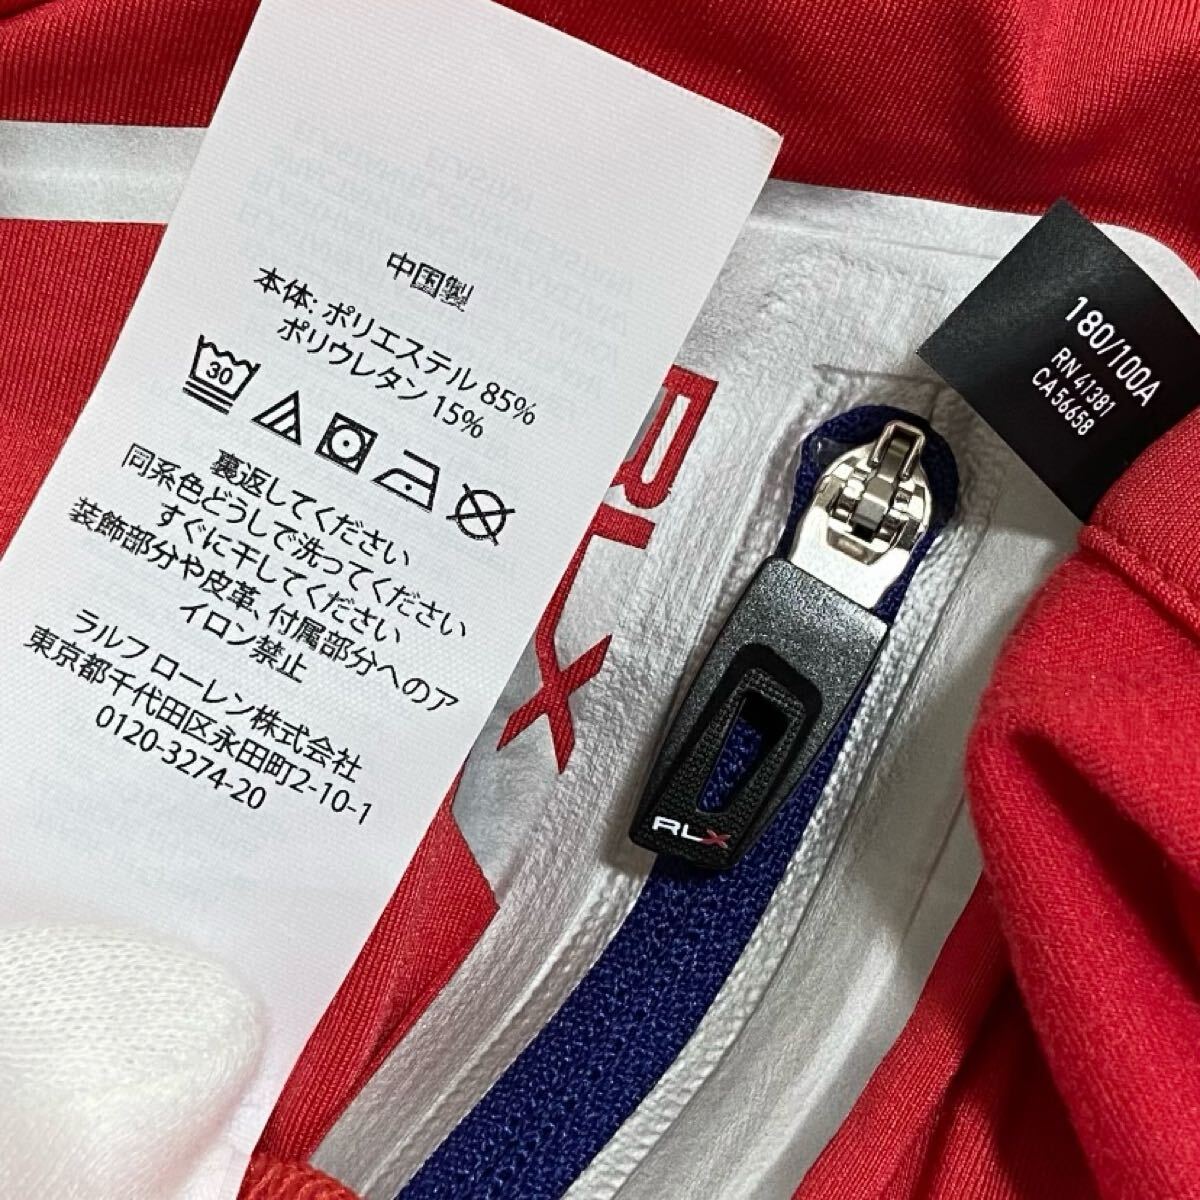 中国製
本体: ポリエステル 85%
ポリウレタン 15%
30
裏返してください
同系色どうしで洗ってください
すぐに干してください
装飾部分や皮革、付属部分へのア
イロン禁止
ラルフ ローレン株式会社
東京都千代田区永田町2-10-1
0120-3274-20
RLX
RLX
180/100A
RN 41381
CA 56658